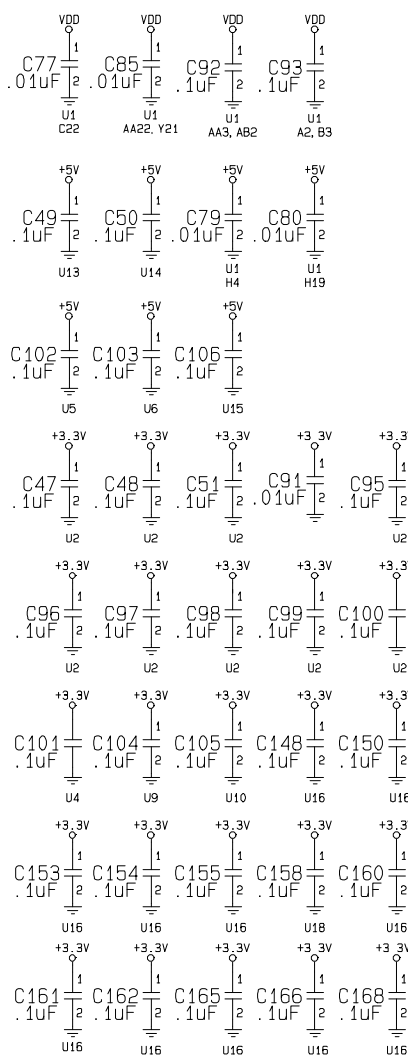 VDD VDD VDD VDD
1 1 1 1
C77 C85 C92 C93
.01uF 2 .01uF 2 .1uF 2 .1uF 2
U1 U1 U1 U1
C22 AA22, Y21 AA3, AB2 A2, B3
+5V +5V +5V +5V
1 1 1 1
C49 C50 C79 C80
.1uF 2 .1uF 2 .01uF 2 .01uF 2
U13 U14 U1 U1
H4 H19
+5V +5V +5V
1 1 1
C102 C103 C106
.1uF 2 .1uF 2 .1uF 2
U5 U6 U15
+3.3V +3.3V +3.3V +3.3V +3.3V
1 1 1 1 1
C47 C48 C51 C91 C95
.1uF 2 .1uF 2 .1uF 2 .01uF 2 .1uF 2
U2 U2 U2 U2
+3.3V +3.3V +3.3V +3.3V +3.3V
1 1 1 1
C96 C97 C98 C99 C100
.1uF 2 .1uF 2 .1uF 2 .1uF 2 .1uF
U2 U2 U2 U2 U2
+3.3V +3.3V +3.3V +3.3V +3.3V
1 1 1 1
C101 C104 C105 C148 C150
.1uF .1uF 2 .1uF 2 .1uF 2 .1uF 2
U4 U9 U10 U16 U16
+3.3V +3.3V +3.3V +3.3V +3.3V
1 1 1 1 1
C153 C154 C155 C158 C160
.1uF 2 .1uF 2 .1uF 2 .1uF 2 .1uF 2
U16 U16 U16 U18 U16
+3.3V +3.3V +3.3V +3.3V +3.3V
1 1 1 1 1
C161 C162 C165 C166 C168
.1uF 2 .1uF 2 .1uF 2 .1uF 2 .1uF 2
U16 U16 U16 U16 U16